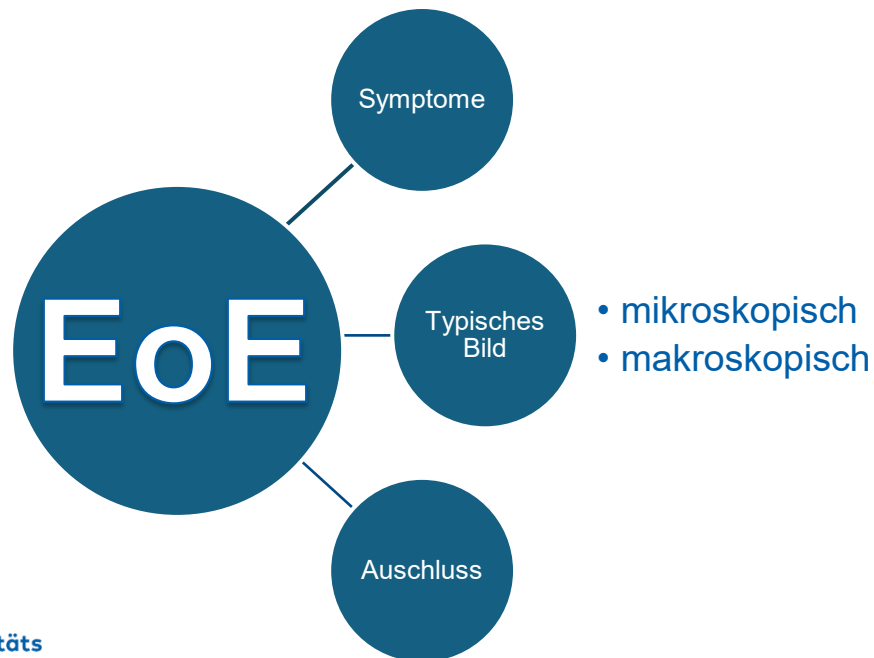 Symptome
EoE
Typisches
Bild
• mikroskopisch
• makroskopisch
Auschluss
täts